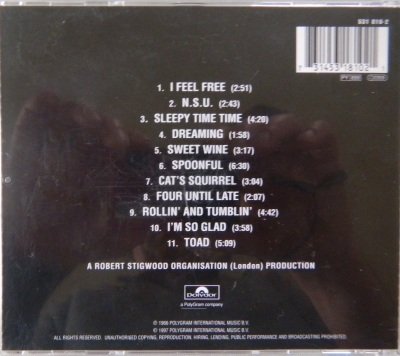 531 810-2
7 31453 18102
1. I FEEL FREE (2:51)
2. N.S.U. (2:43)
3. SLEEPY TIME TIME (4:20)
4. DREAMING (1:58)
5. SWEET WINE (3:17)
6. SPOONFUL (6:30)
7. CAT'S SQUIRREL (3:04)
8. FOUR UNTIL LATE (2:07)
9. ROLLIN' AND TUMBLIN' (4:42)
10. I'M SO GLAD (3:58)
11. TOAD (5:09)
A ROBERT STIGWOOD ORGANISATION (London) PRODUCTION
Polydor
a PolyGram company
℗ 1966 POLYGRAM INTERNATIONAL MUSIC B.V.
© 1997 POLYGRAM INTERNATIONAL MUSIC B.V.
ALL RIGHTS RESERVED. UNAUTHORISED COPYING, REPRODUCTION, HIRING, LENDING, PUBLIC PERFORMANCE AND BROADCASTING PROHIBITED.